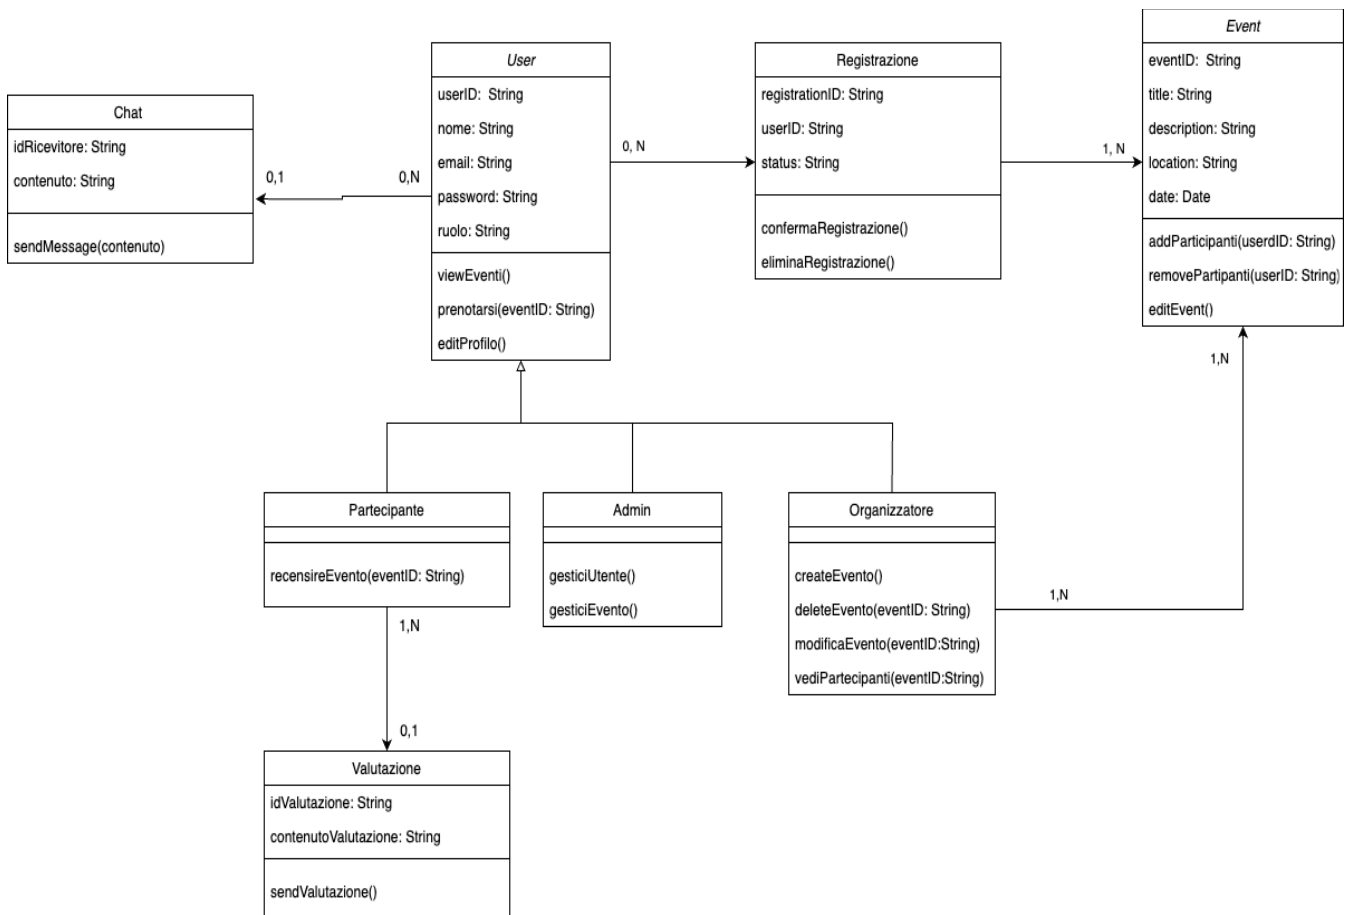 Event
eventID: String
title: String
description: String
location: String
date: Date
addParticipanti(userdID: String)
removePartipanti(userID: String)
editEvent()
User
userID: String
nome: String
email: String
password: String
ruolo: String
viewEventi()
prenotarsi(eventID: String)
editProfilo()
Registrazione
registrationID: String
userID: String
status: String
confermaRegistrazione()
eliminaRegistrazione()
Chat
idRicevitore: String
contenuto: String
sendMessage(contenuto)
0,1
0,N
0, N
1, N
1,N
Partecipante
recensireEvento(eventID: String)
Admin
gesticiUtente()
gesticiEvento()
Organizzatore
createEvento()
deleteEvento(eventID: String)
modificaEvento(eventID:String)
vediPartecipanti(eventID:String)
1,N
1,N
0,1
Valutazione
idValutazione: String
contenutoValutazione: String
sendValutazione()